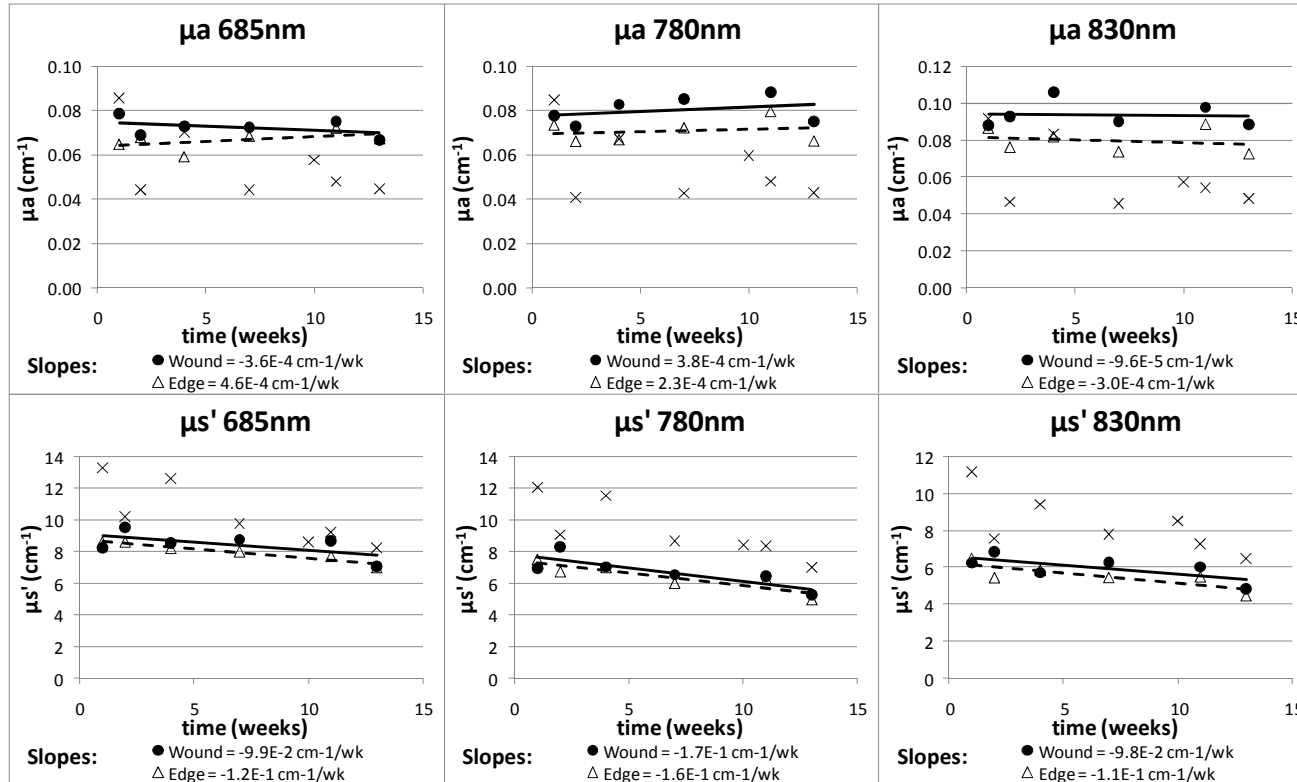 μa 685nm
μa (cm-1)
0.10
0.08
0.06
0.04
0.02
0.00
0 5 10 15
time (weeks)
Slopes:
Wound = -3.6E-4 cm-1/wk
Edge = 4.6E-4 cm-1/wk
μa 780nm
μa (cm-1)
0.10
0.08
0.06
0.04
0.02
0.00
0 5 10 15
time (weeks)
Slopes:
Wound = 3.8E-4 cm-1/wk
Edge = 2.3E-4 cm-1/wk
μa 830nm
μa (cm-1)
0.12
0.10
0.08
0.06
0.04
0.02
0.00
0 5 10 15
time (weeks)
Slopes:
Wound = -9.6E-5 cm-1/wk
Edge = -3.0E-4 cm-1/wk
μs' 685nm
μs' (cm-1)
14
12
10
8
6
4
2
0
0 5 10 15
time (weeks)
Slopes:
Wound = -9.9E-2 cm-1/wk
Edge = -1.2E-1 cm-1/wk
μs' 780nm
μs' (cm-1)
14
12
10
8
6
4
2
0
0 5 10 15
time (weeks)
Slopes:
Wound = -1.7E-1 cm-1/wk
Edge = -1.6E-1 cm-1/wk
μs' 830nm
μs' (cm-1)
12
10
8
6
4
2
0
0 5 10 15
time (weeks)
Slopes:
Wound = -9.8E-2 cm-1/wk
Edge = -1.1E-1 cm-1/wk